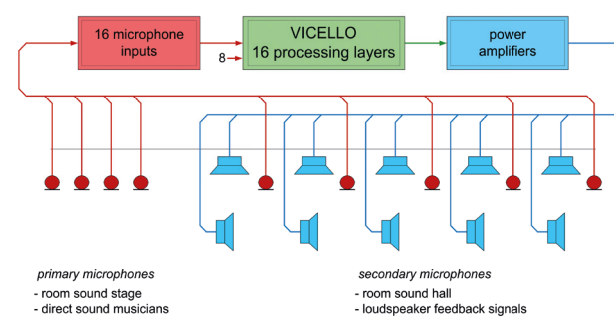 16 microphone
inputs
8
VICELLO
16 processing layers
power
amplifiers
primary microphones
- room sound stage
- direct sound musicians
secondary microphones
- room sound hall
- loudspeaker feedback signals